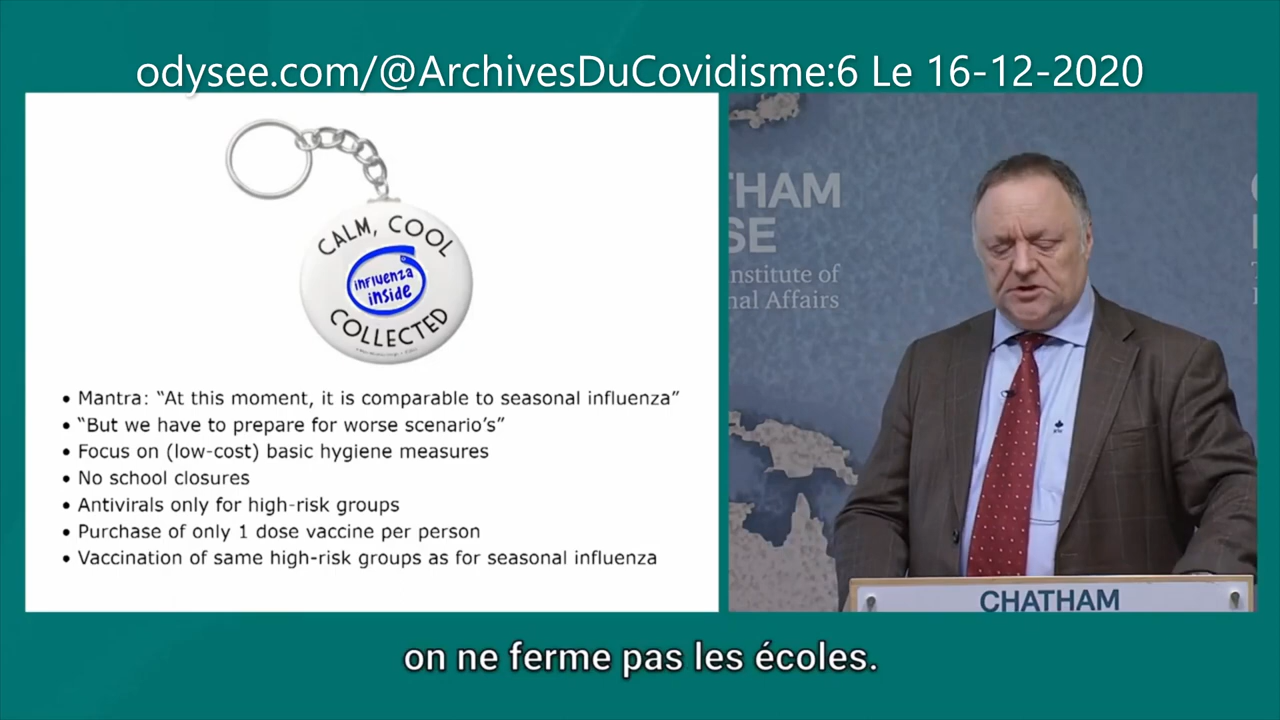 odysee.com/@ArchivesDuCovidisme:6 Le 16-12-2020
CALM, COOL
influenza
inside
COLLECTED
• Mantra: “At this moment, it is comparable to seasonal influenza”
• “But we have to prepare for worse scenario’s”
• Focus on (low-cost) basic hygiene measures
• No school closures
• Antivirals only for high-risk groups
• Purchase of only 1 dose vaccine per person
• Vaccination of same high-risk groups as for seasonal influenza
THAM
SE
nstitute of
nal Affairs
CHATHAM
on ne ferme pas les écoles.